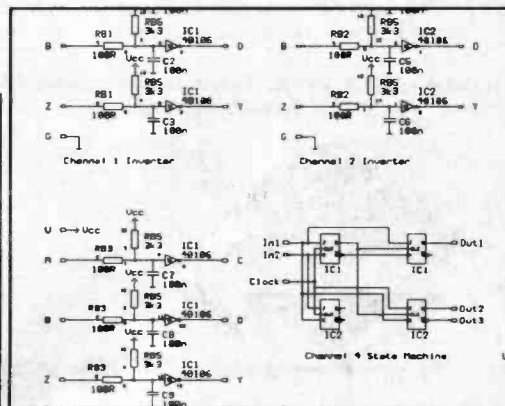 100n
RB5
3k3
IC1
40106
B
RB1
100R
D
C2
100n
Vcc
RB5
3k3
IC1
40106
Z
RB1
100R
Y
C3
100n
G
Channel 1 Inverter
100n
RB5
3k3
IC2
40106
B
RB2
100R
D
C5
100n
Vcc
RB5
3k3
IC2
40106
Z
RB2
100R
Y
C6
100n
G
Channel 2 Inverter
W
Vcc
Vcc
RB5
3k3
IC1
40106
A
RB3
100R
C
C7
100n
Vcc
RB5
3k3
IC1
40106
B
RB3
100R
D
C8
100n
Vcc
RB5
3k3
IC1
40106
Z
RB3
Y
C9
100n
In1
In2
Clock
IC1
IC1
IC2
IC2
Out1
Out2
Out3
Channel 4 State Machine